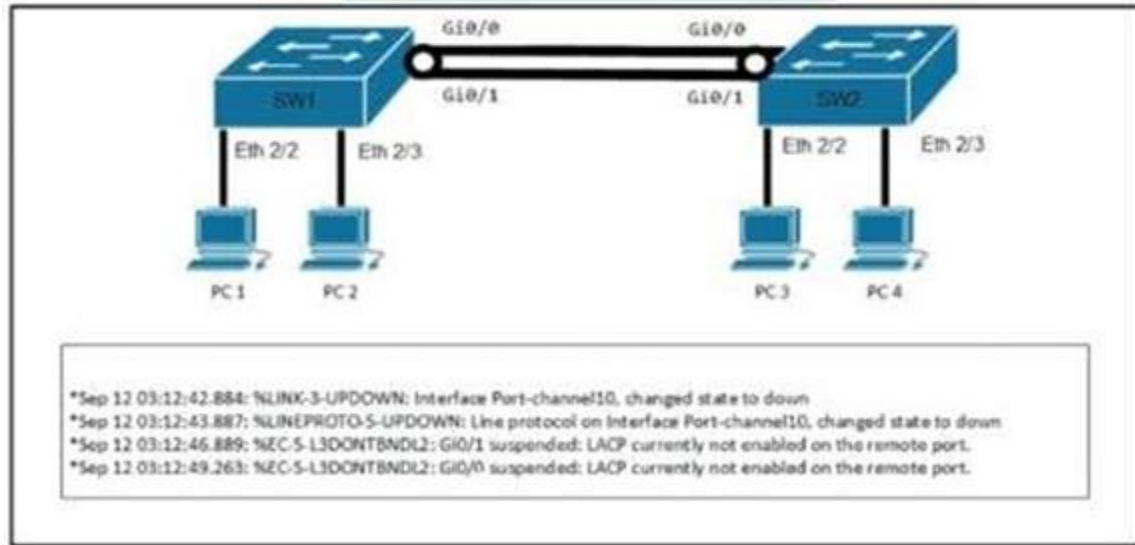 Gi0/0 Gi0/0
SW1 Gi0/1 Gi0/1 SW2
Eth 2/2 Eth 2/3 Eth 2/2 Eth 2/3
PC 1 PC 2 PC 3 PC 4
*Sep 12 03:12:42.884: %LINK-3-UPDOWN: Interface Port-channel10, changed state to down
*Sep 12 03:12:43.887: %LINEPROTO-5-UPDOWN: Line protocol on Interface Port-channel10, changed state to down
*Sep 12 03:12:46.889: %EC-5-L3DONTBNDL2: Gi0/1 suspended: LACP currently not enabled on the remote port.
*Sep 12 03:12:49.263: %EC-5-L3DONTBNDL2: Gi0/0 suspended: LACP currently not enabled on the remote port.